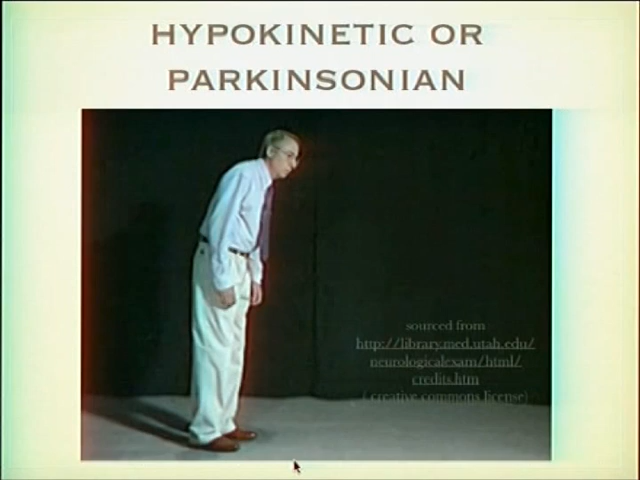 HYPOKINETIC OR
PARKINSONIAN
sourced from
http://library.med.utah.edu/
neurologicalexam/html/
credits.htm
( creative commons license)